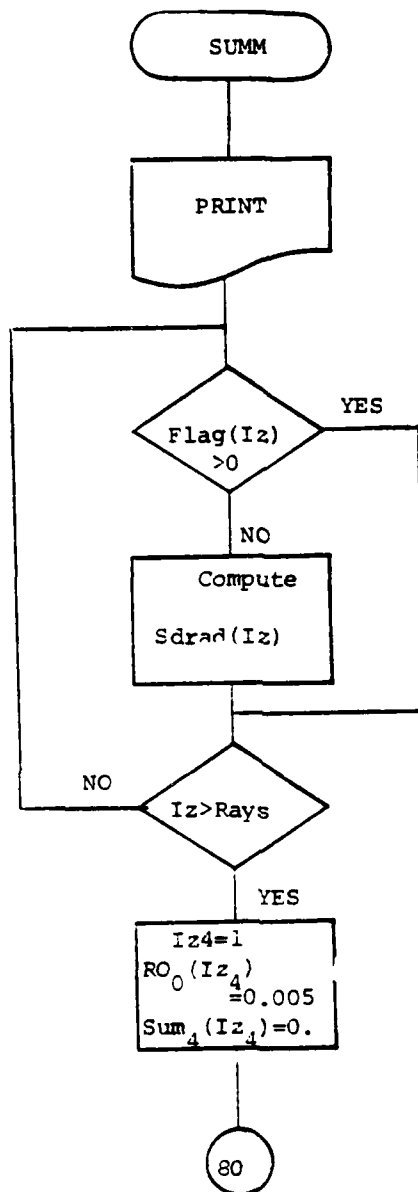 SUMM
PRINT
YES
Flag(Iz)
>0
NO
Compute
Sdrad(Iz)
NO
Iz>Rays
YES
Iz4=1
RO₀(Iz₄)
=0.005
Sum₄(Iz₄)=0.
80